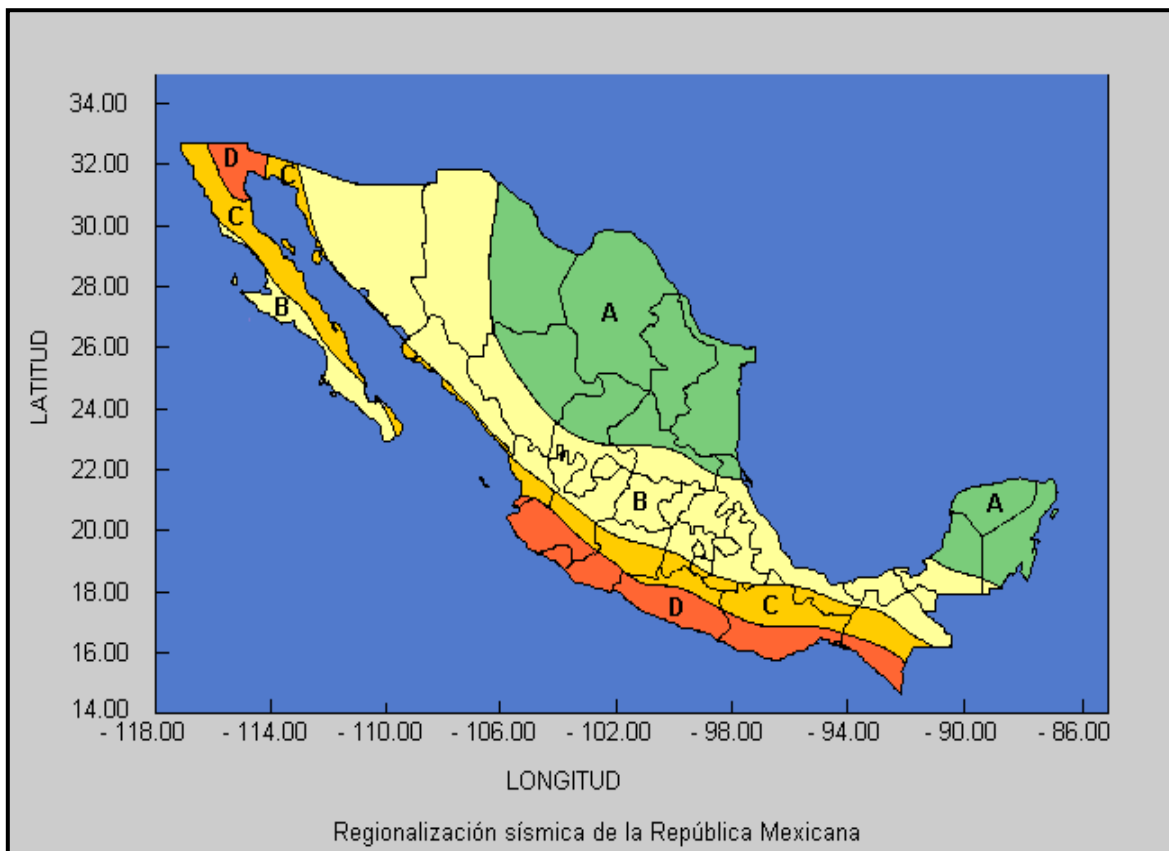 34.00
32.00
30.00
28.00
26.00
24.00
22.00
20.00
18.00
16.00
14.00
LATITUD
D
C
C
B
A
B
A
D
C
- 118.00 - 114.00 - 110.00 - 106.00 - 102.00 - 98.00 - 94.00 - 90.00 - 86.00
LONGITUD
Regionalización sísmica de la República Mexicana